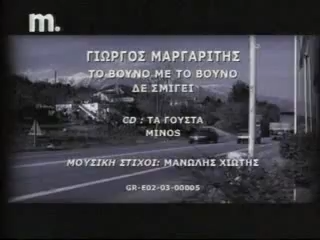 m.
ΓΙΩΡΓΟΣ ΜΑΡΓΑΡΙΤΗΣ
ΤΟ ΒΟΥΝΟ ΜΕ ΤΟ ΒΟΥΝΟ
ΔΕ ΣΜΙΓΕΙ
CD : ΤΑ ΓΟΥΣΤΑ
MINOS
ΜΟΥΣΙΚΗ ΣΤΙΧΟΙ: ΜΑΝΩΛΗΣ ΧΙΩΤΗΣ
GR-E02-03-00005